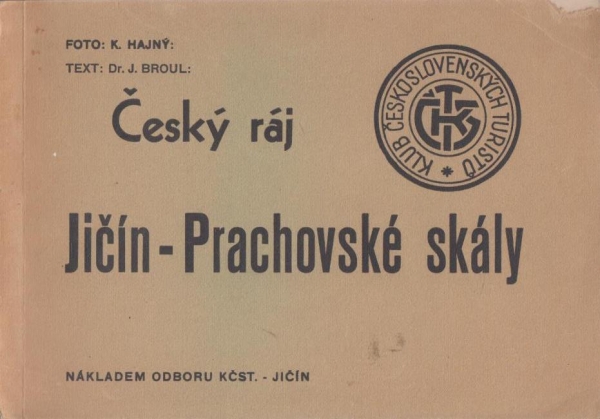 FOTO: K. HAJNÝ:
TEXT: Dr. J. BROUL:
Český ráj
KLUB ČESKOSLOVENSKÝCH TURISTŮ
KČST
Jičín - Prachovské skály
NÁKLADEM ODBORU KČST. - JIČÍN